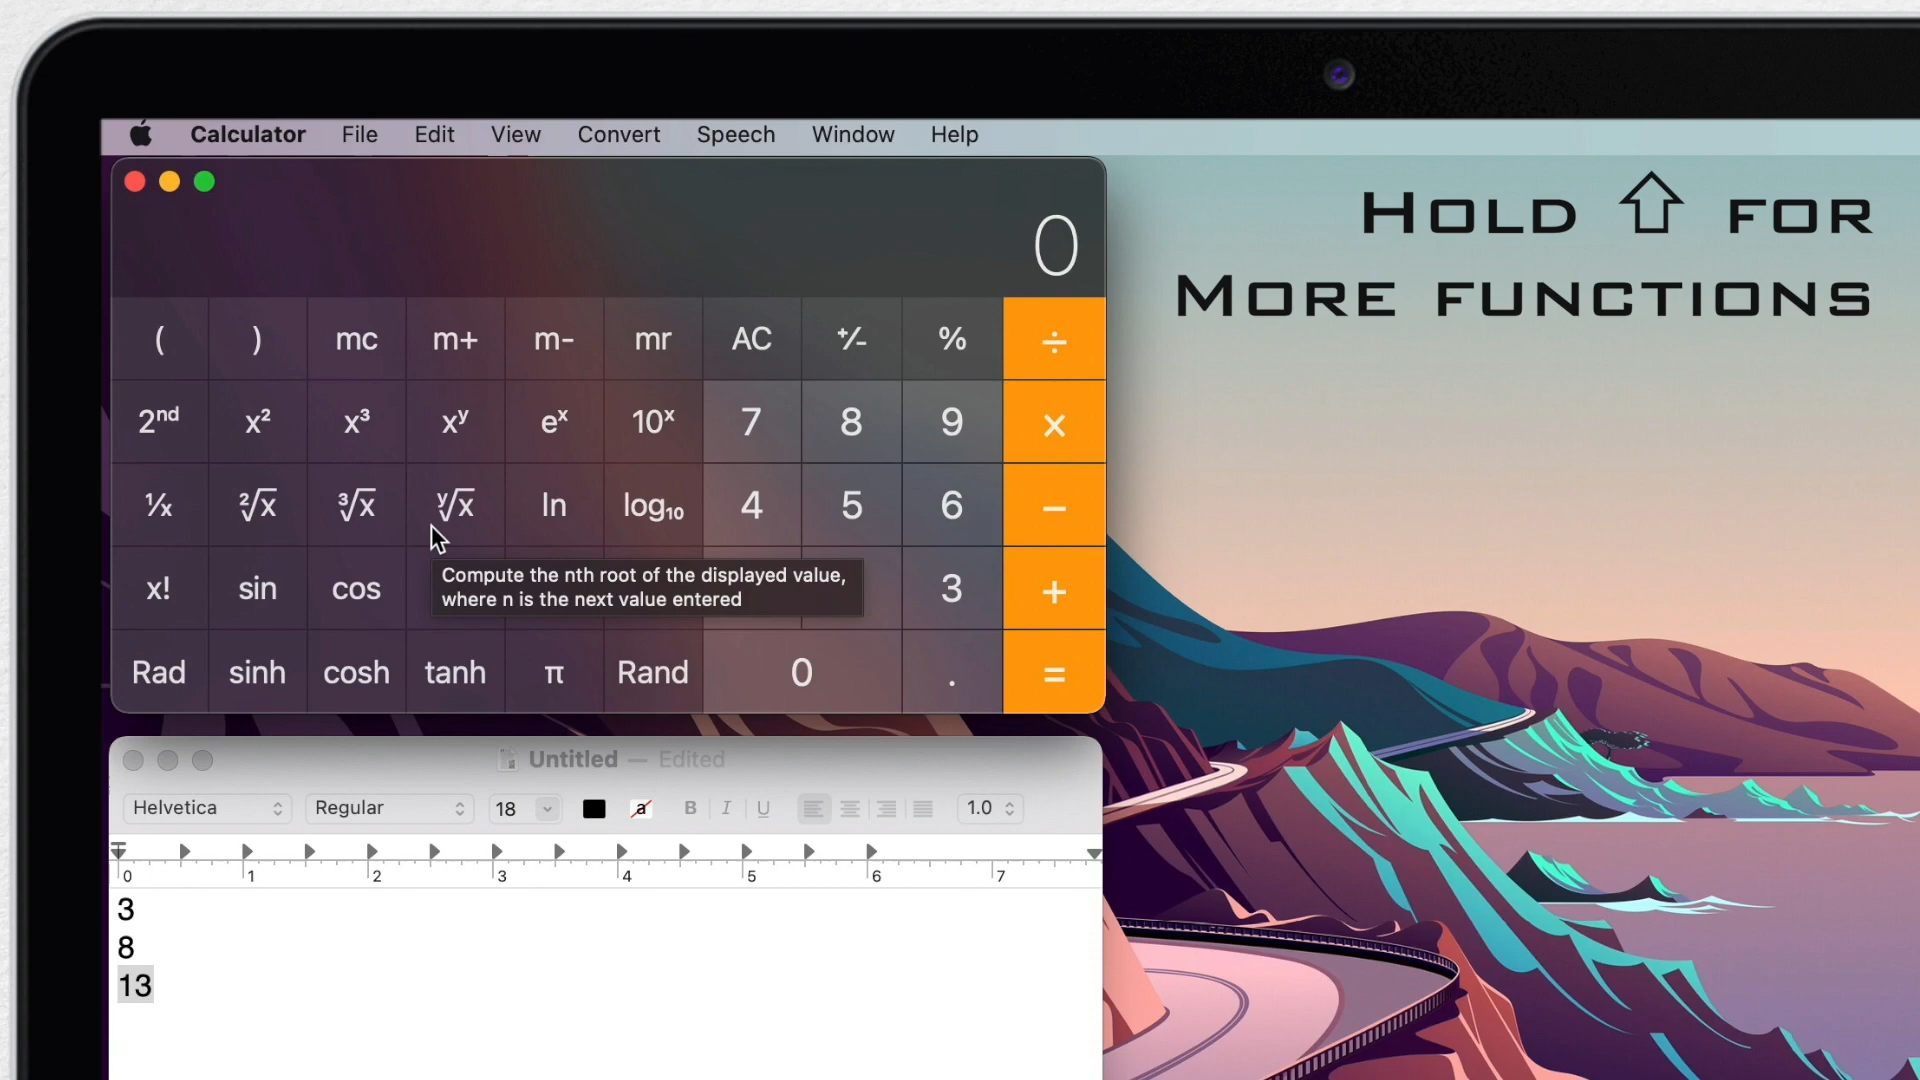 Calculator File Edit View Convert Speech Window Help
HOLD ⇧ FOR
MORE FUNCTIONS
0
( ) mc m+ m- mr AC ⁺∕₋ % ÷
2ⁿᵈ x² x³ xʸ eˣ 10ˣ 7 8 9 ×
¹∕ₓ ²√x ³√x ʸ√x ln log₁₀ 4 5 6 −
x! sin cos 3 +
Compute the nth root of the displayed value,
where n is the next value entered
Rad sinh cosh tanh π Rand 0 . =
Untitled — Edited
Helvetica Regular 18 a B I U 1.0
0 1 2 3 4 5 6 7
3
8
13